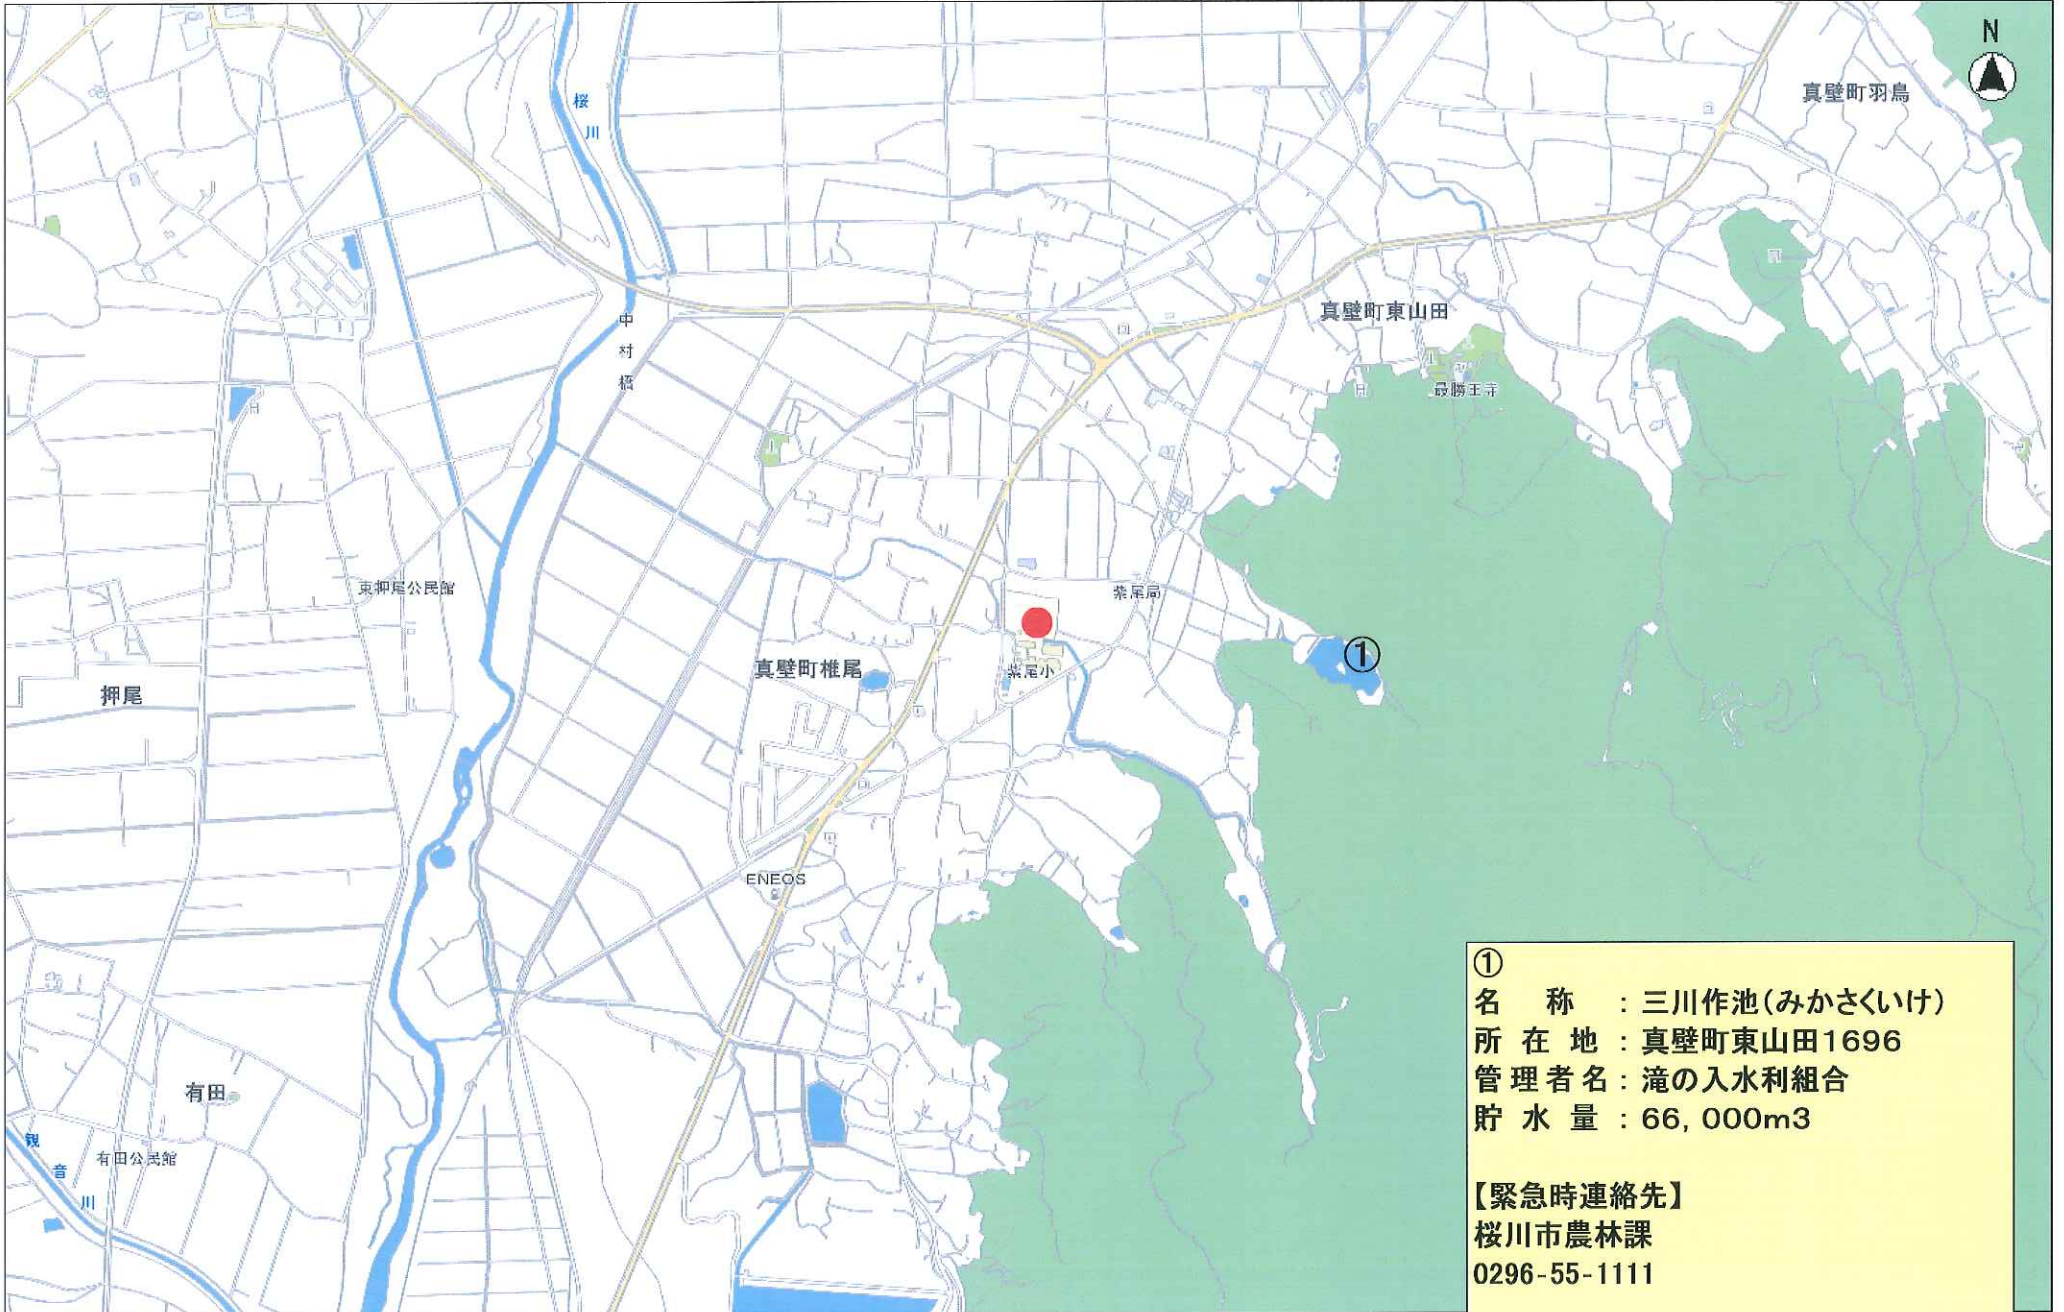 N
真壁町羽鳥
桜川
中村橋
真壁町東山田
最勝王寺
東押尾公民館
紫尾局
真壁町椎尾
紫尾小
①
押尾
ENEOS
有田
有田公民館
観音川
①
名 称 : 三川作池(みかさくいけ)
所 在 地 : 真壁町東山田1696
管理者名 : 滝の入水利組合
貯 水 量 : 66, 000m3
【緊急時連絡先】
桜川市農林課
0296-55-1111